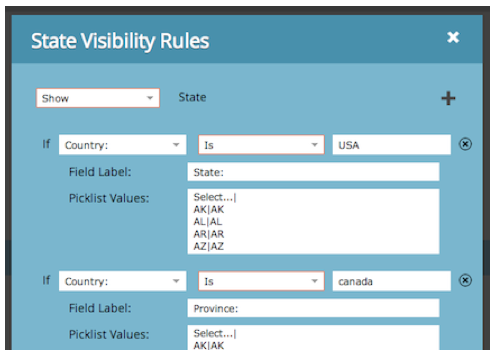 State Visibility Rules
Show State
If Country: Is USA
Field Label: State:
Picklist Values: Select...|
AK|AK
AL|AL
AR|AR
AZ|AZ
If Country: Is canada
Field Label: Province:
Picklist Values: Select...|
AK|AK